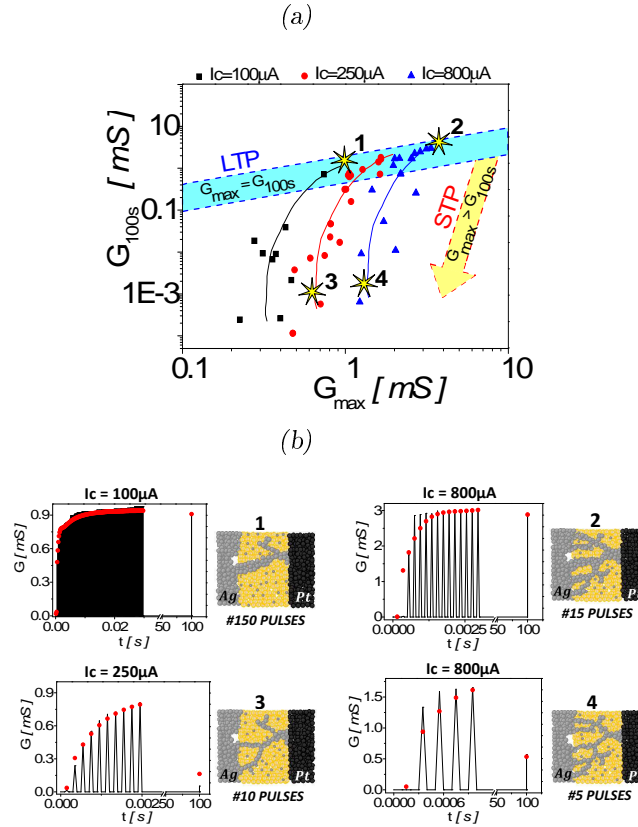 (a)
Ic=100µA Ic=250µA Ic=800µA
G100s [mS]
10
0.1
1E-3
LTP
Gmax=G100s
1
2
3
4
STP
Gmax > G100s
0.1 1 10
Gmax [mS]
(b)
Ic = 100µA
G [mS]
0.9
0.6
0.3
0.0
0.00 0.02 50 100
t [s]
1
Ag Pt
#150 PULSES
Ic = 800µA
G [mS]
3
2
1
0
0.0000 0.0025 50 100
t [s]
2
Ag Pt
#15 PULSES
Ic = 250µA
G [mS]
0.9
0.6
0.3
0.0
0.000 0.002 50 100
t [s]
3
Ag Pt
#10 PULSES
Ic = 800µA
G [mS]
1.5
1.0
0.5
0.0
0.0000 0.0006 50 100
t [s]
4
Ag Pt
#5 PULSES